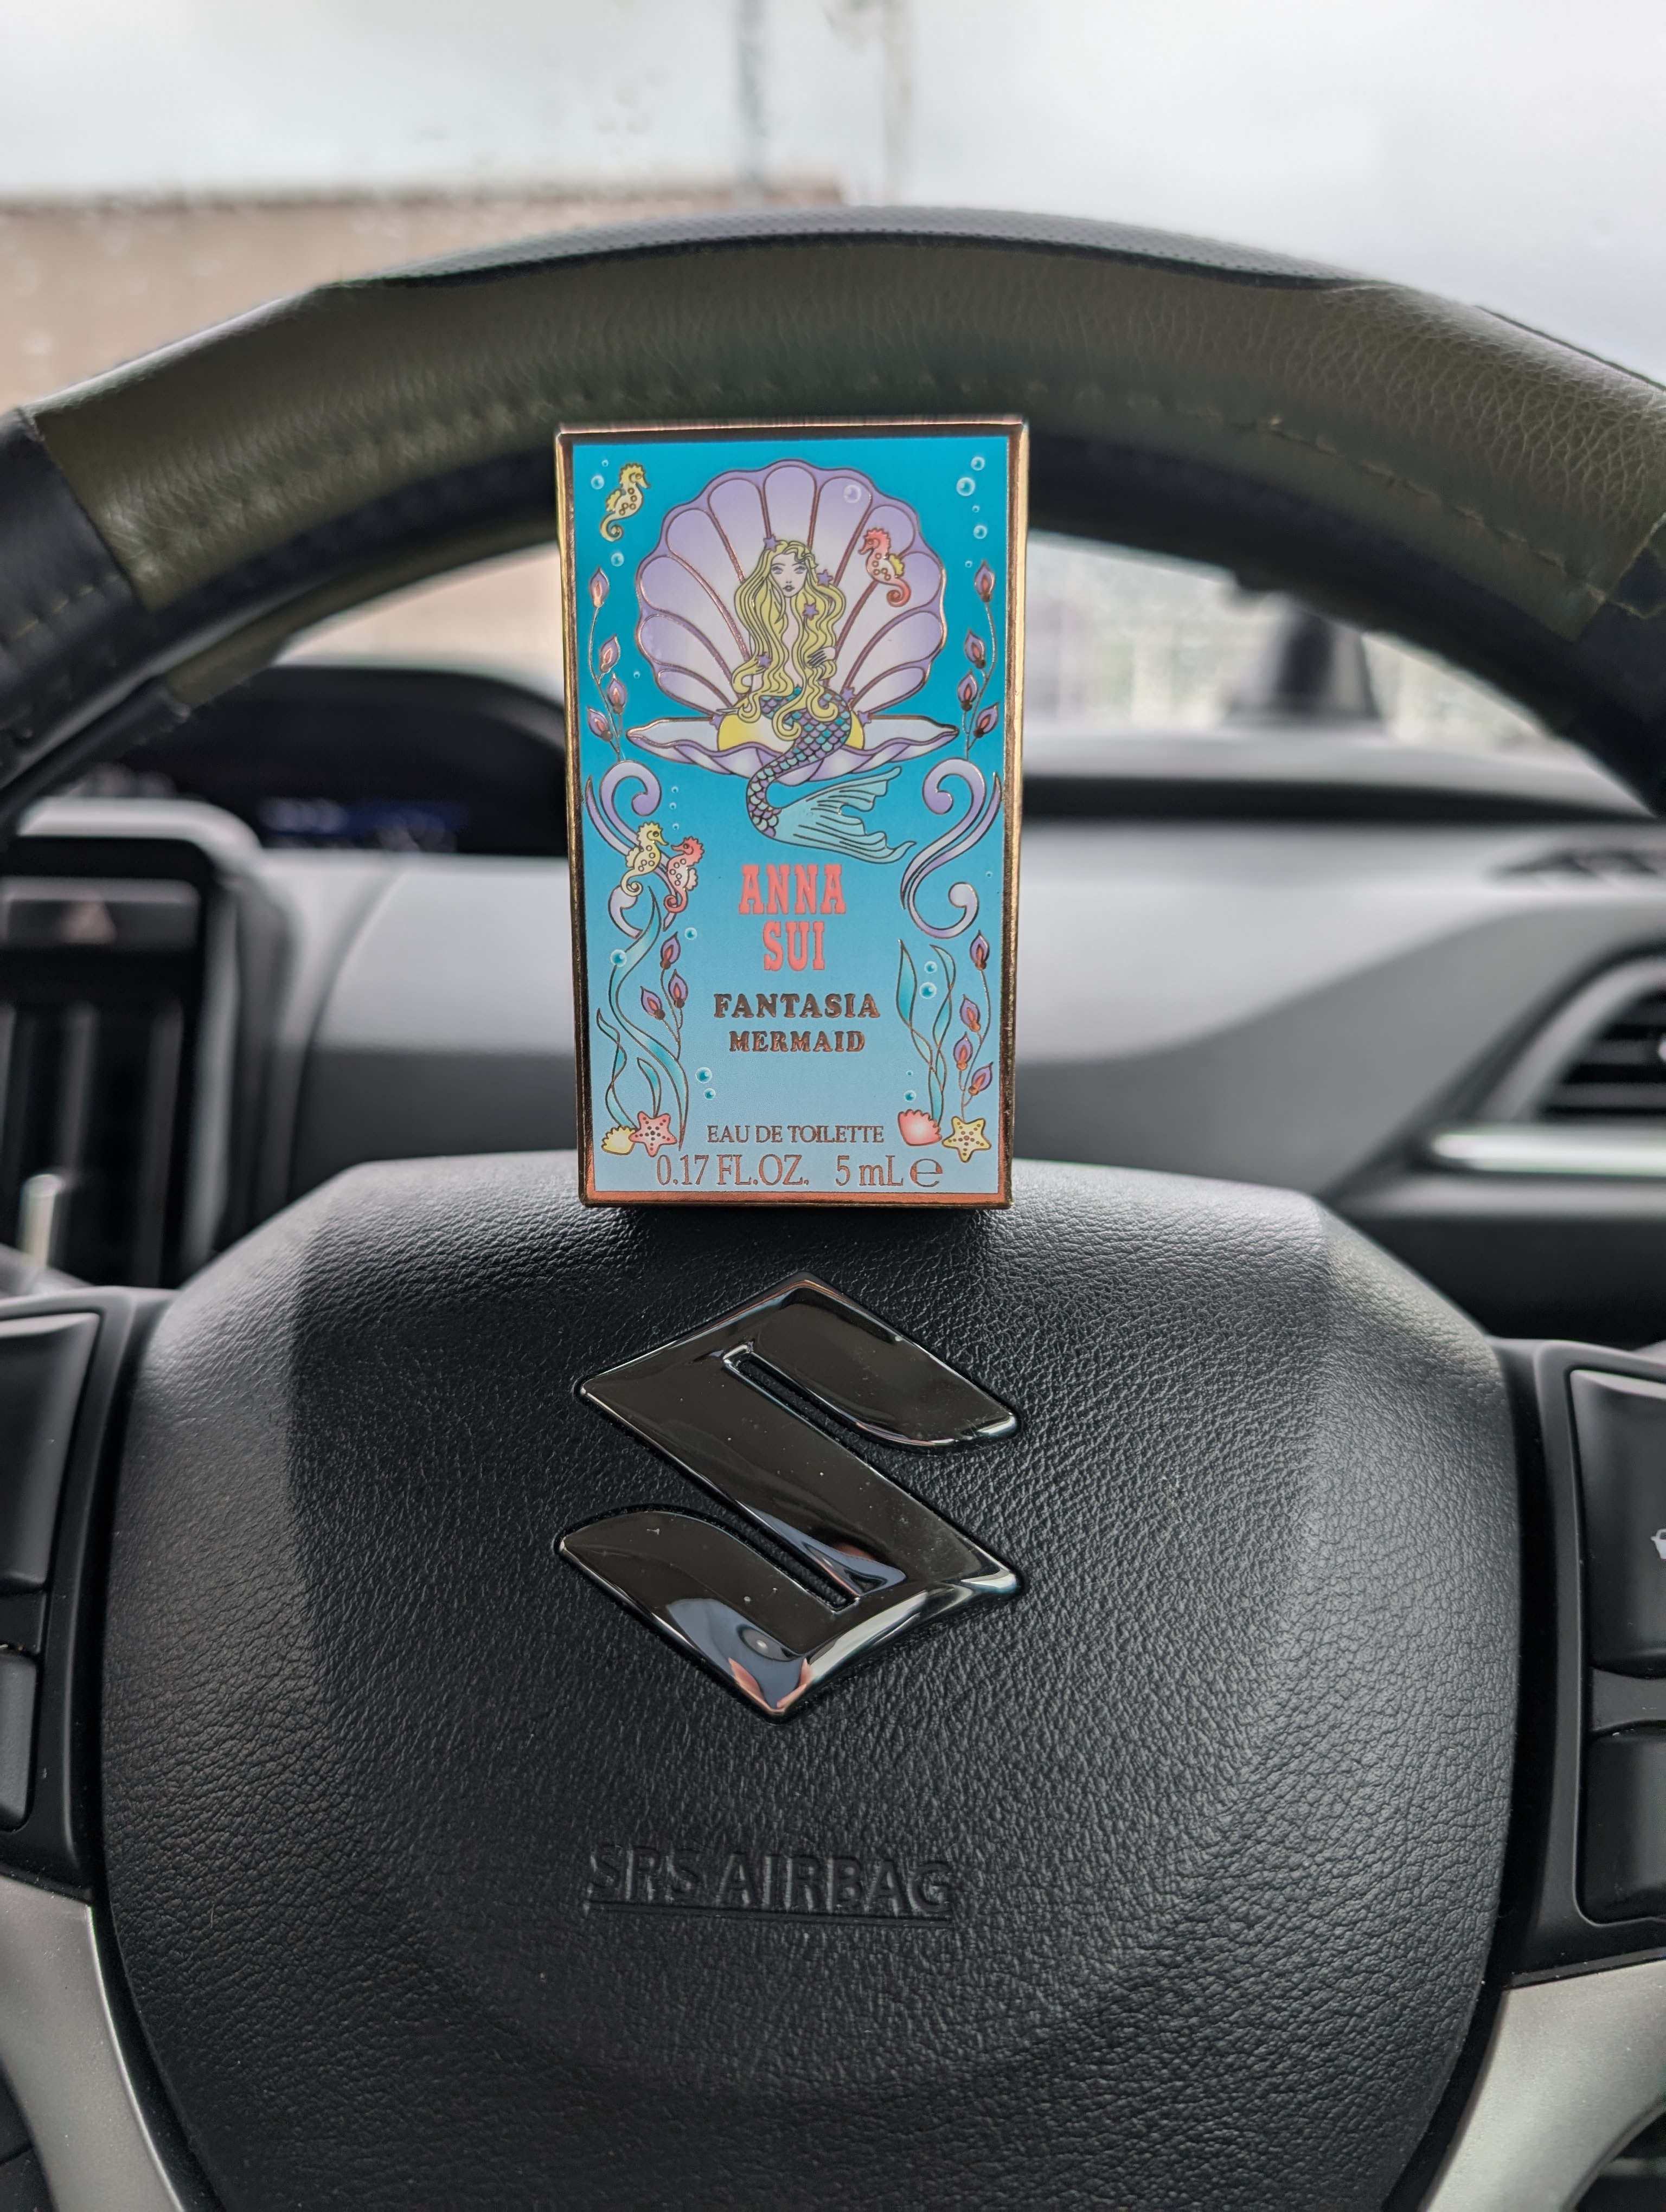 ANNA
SUI
FANTASIA
MERMAID
EAU DE TOILETTE
0.17 FL.OZ. 5 mL ℮
SRS AIRBAG